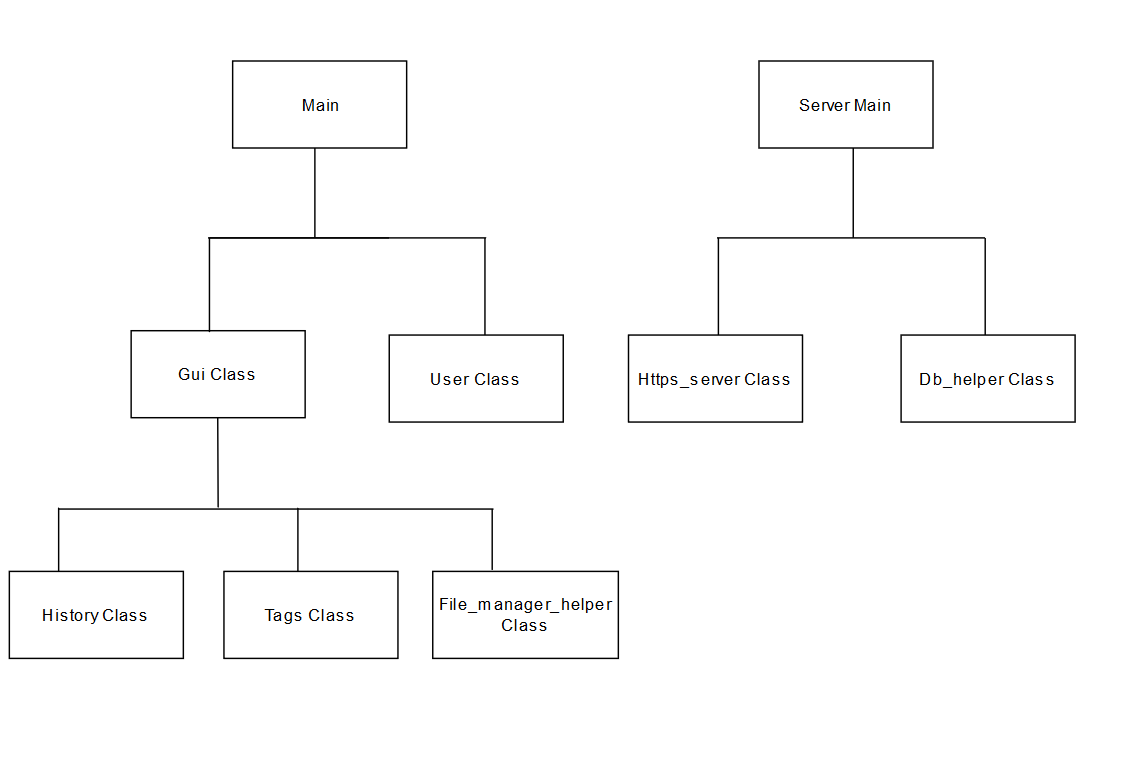 Main
Server Main
Gui Class
User Class
Https_server Class
Db_helper Class
History Class
Tags Class
File_manager_helper
Class